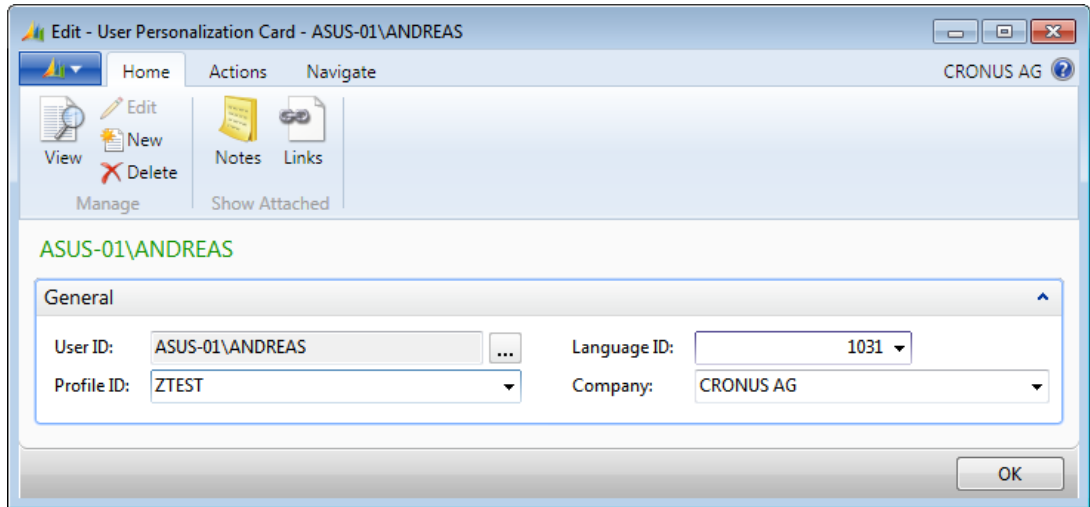 Edit - User Personalization Card - ASUS-01\ANDREAS
Home Actions Navigate CRONUS AG
View
Edit
New
Delete
Notes Links
Manage Show Attached
ASUS-01\ANDREAS
General
User ID: ASUS-01\ANDREAS ... Language ID: 1031
Profile ID: ZTEST Company: CRONUS AG
OK